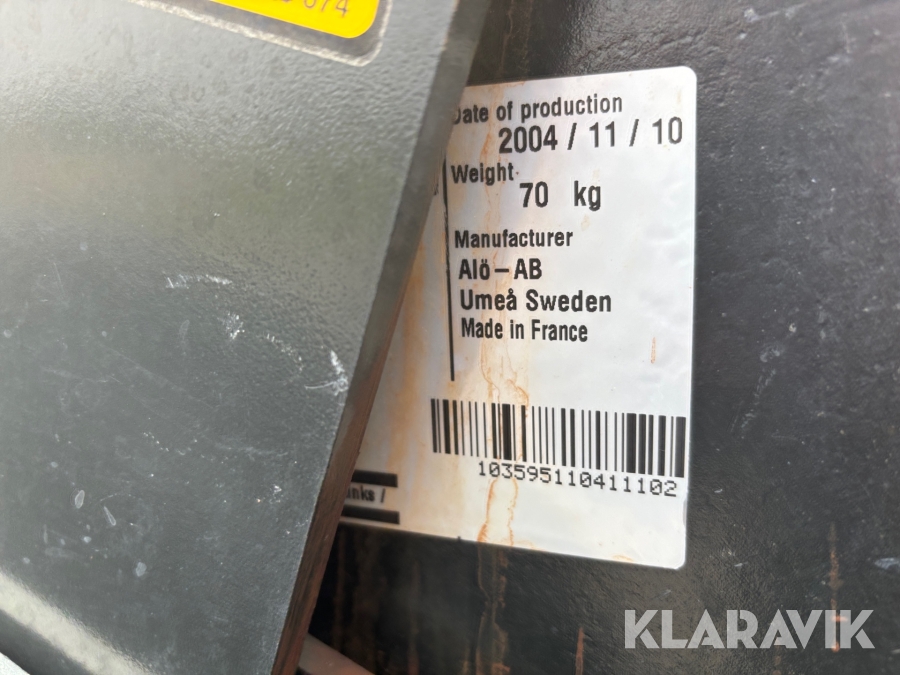 074
Date of production
2004 / 11 / 10
Weight
70 kg
Manufacturer
Alö – AB
Umeå Sweden
Made in France
103595110411102
KLARAVIK